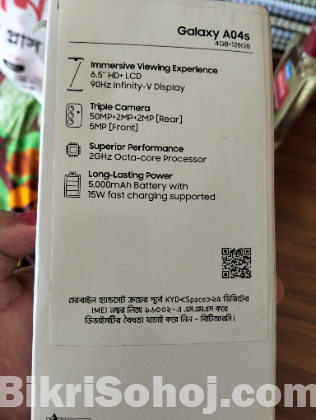 Galaxy A04s
4GB+128GB
Immersive Viewing Experience
6.5" HD+ LCD
90Hz Infinity-V Display
Triple Camera
50MP+2MP+2MP [Rear]
5MP [Front]
Superior Performance
2GHz Octa-core Processor
Long-Lasting Power
5,000mAh Battery with
15W fast charging supported
মোবাইল হ্যান্ডসেট ক্রয়ের পূর্বে KYD<Space>১৫ ডিজিটের
IMEI নম্বর লিখে ১৬০০২-এ এসএমএস করে
ডিভাইসটির বৈধতা যাচাই করে নিন - বিটিআরসি।
BikriSohoj.com